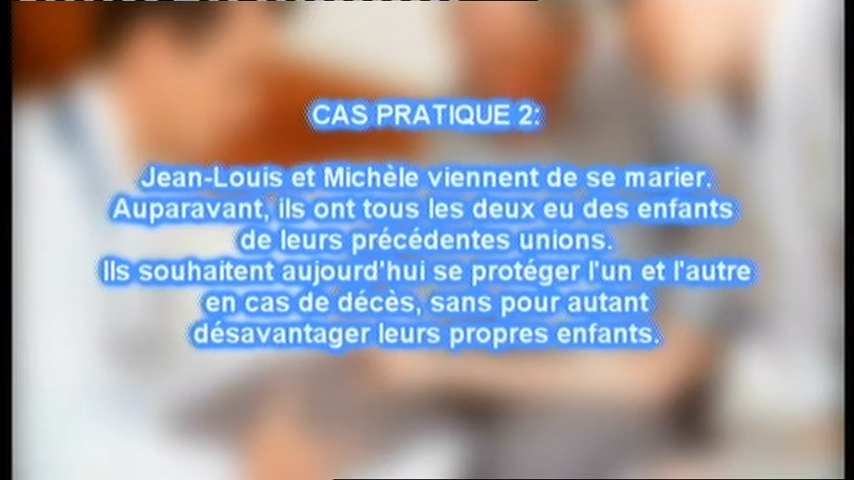 CAS PRATIQUE 2:
Jean-Louis et Michèle viennent de se marier.
Auparavant, ils ont tous les deux eu des enfants
de leurs précédentes unions.
Ils souhaitent aujourd'hui se protéger l'un et l'autre
en cas de décès, sans pour autant
désavantager leurs propres enfants.